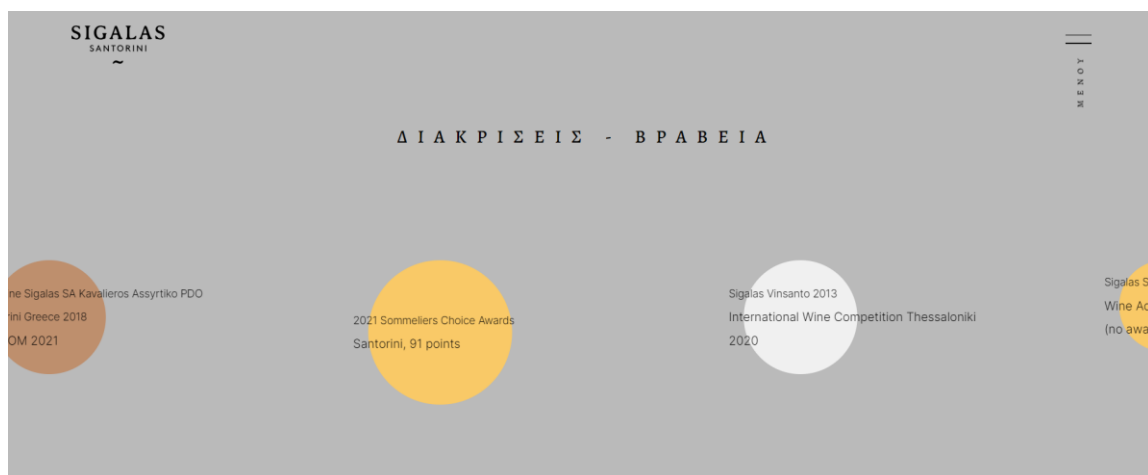 SIGALAS
SANTORINI
~
ΜΕΝΟΥ
ΔΙΑΚΡΙΣΕΙΣ - ΒΡΑΒΕΙΑ
Sigalas SA Kavalieros Assyrtiko PDO
Greece 2018
2021
2021 Sommeliers Choice Awards
Santorini, 91 points
Sigalas Vinsanto 2013
International Wine Competition Thessaloniki
2020
Sigalas
Wine
(no